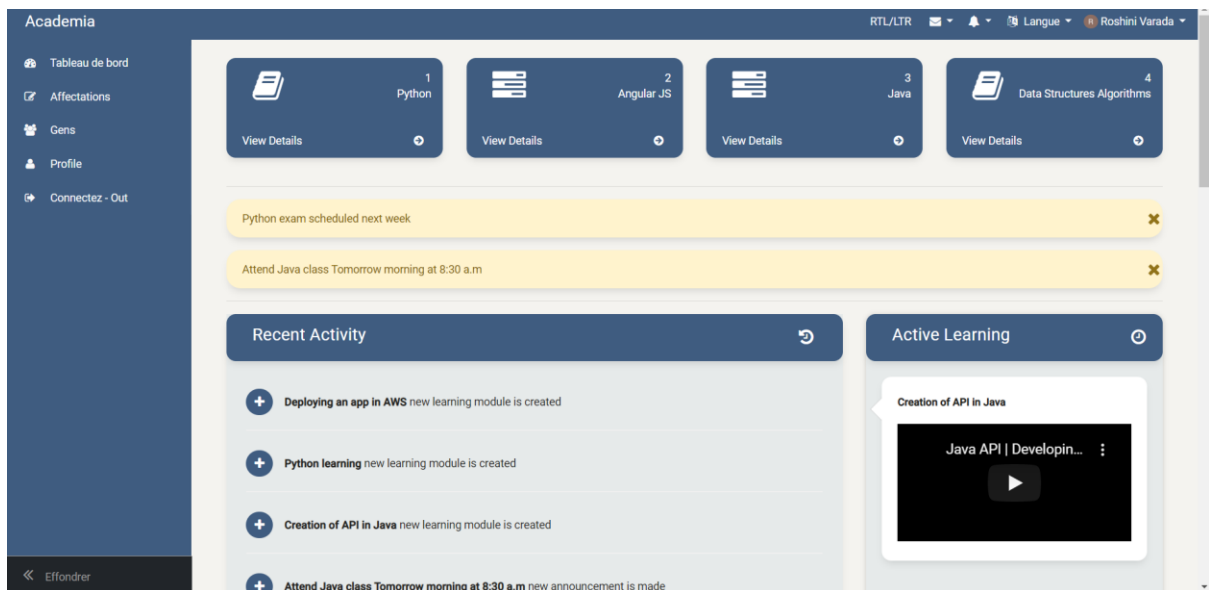 Academia
RTL/LTR
Langue
R Roshini Varada
Tableau de bord
Affectations
Gens
Profile
Connectez - Out
Effondrer
1
Python
View Details
2
Angular JS
View Details
3
Java
View Details
4
Data Structures Algorithms
View Details
Python exam scheduled next week
Attend Java class Tomorrow morning at 8:30 a.m
Recent Activity
Deploying an app in AWS new learning module is created
Python learning new learning module is created
Creation of API in Java new learning module is created
Attend Java class Tomorrow morning at 8:30 a.m new announcement is made
Active Learning
Creation of API in Java
Java API | Developin...